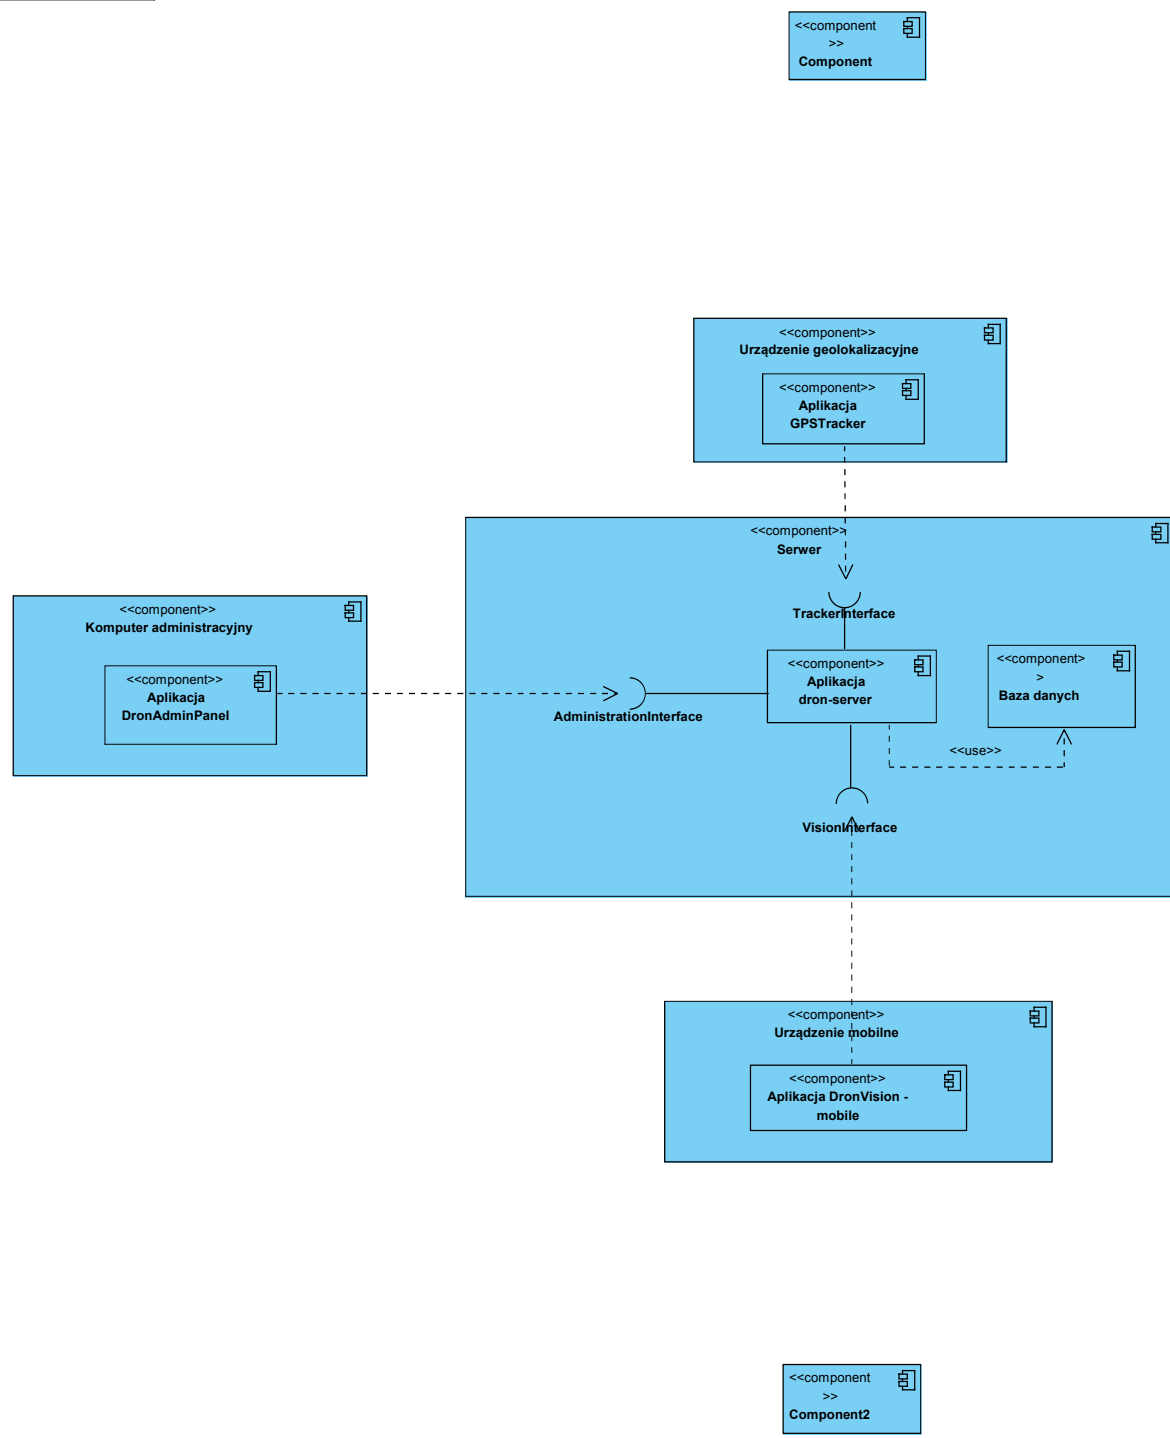 <<component
>>
Component
<<component>>
Urządzenie geolokalizacyjne
<<component>>
Aplikacja
GPSTracker
<<component>>
Serwer
TrackerInterface
<<component>>
Komputer administracyjny
<<component>>
Aplikacja
DronAdminPanel
AdministrationInterface
<<component>>
Aplikacja
dron-server
<<component>
>
Baza danych
<<use>>
VisionInterface
<<component>>
Urządzenie mobilne
<<component>>
Aplikacja DronVision -
mobile
<<component
>>
Component2